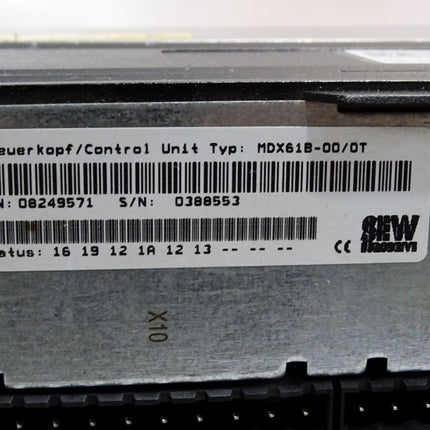 euerkopf/Control Unit Typ: MDX61B-00/0T
N: 08249571 S/N: 0388553
atus: 16 19 12 1A 12 13 -- -- -- --
CE SEW
EURODRIVE
X10